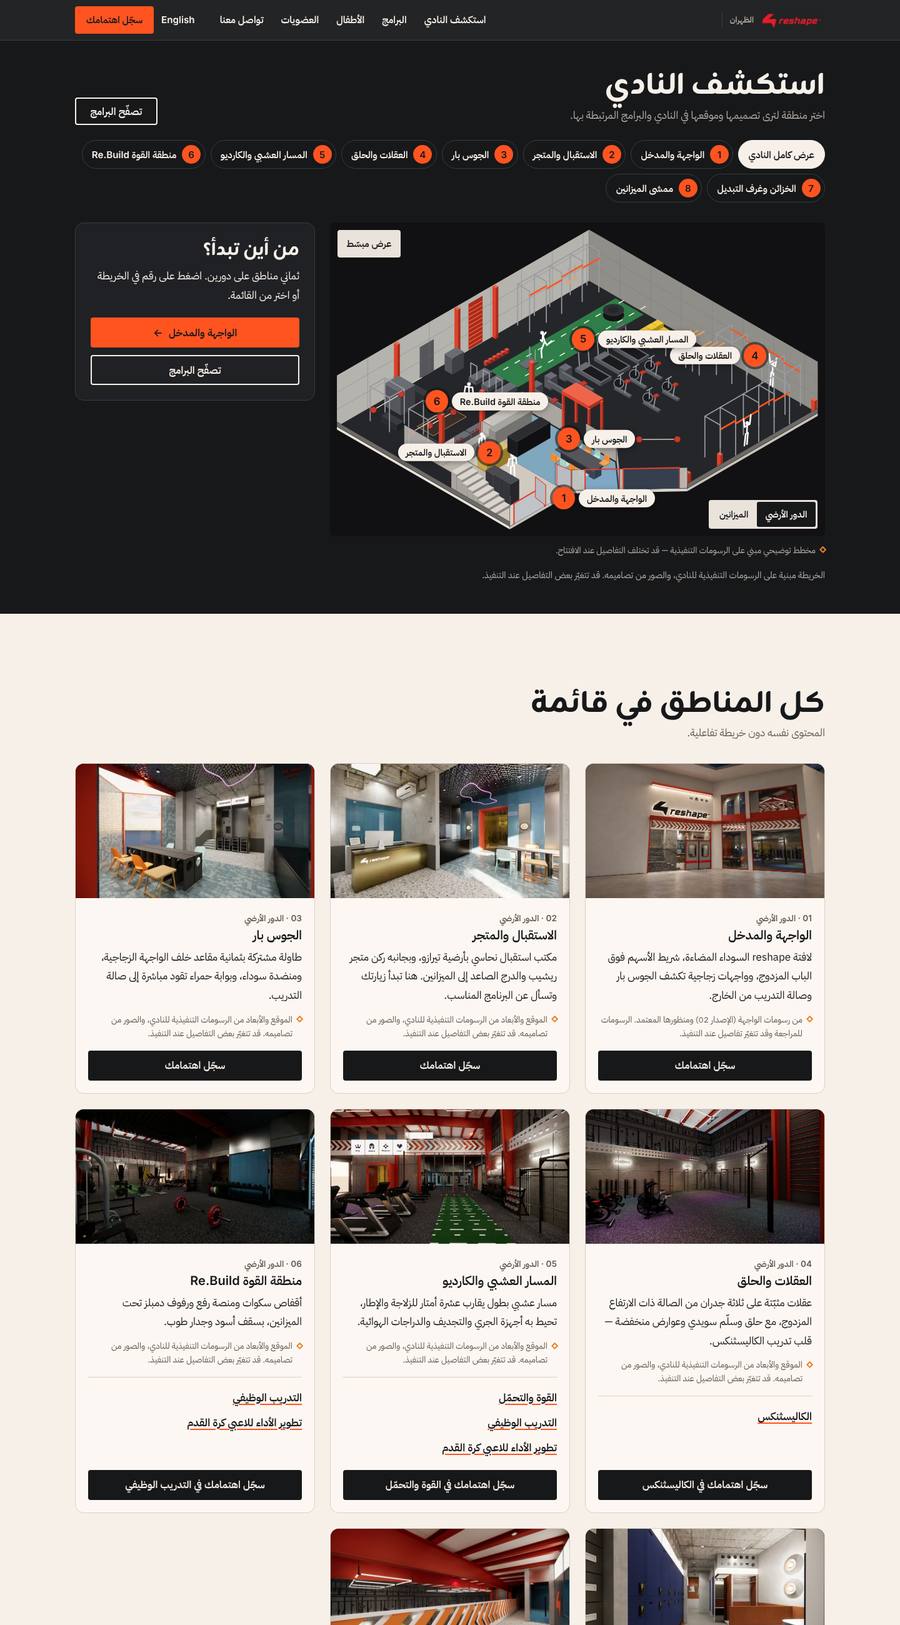 reshape
الظهران
استكشف النادي
البرامج
الأطفال
العضويات
تواصل معنا
English
سجّل اهتمامك
استكشف النادي
اختر منطقة لترى تصميمها وموقعها في النادي والبرامج المرتبطة بها.
تصفّح البرامج
عرض كامل النادي
1 الواجهة والمدخل
2 الاستقبال والمتجر
3 الجوس بار
4 العقلات والحلق
5 المسار العشبي والكارديو
6 منطقة القوة Re.Build
7 الخزائن وغرف التبديل
8 ممشى الميزانين
عرض مبسّط
5 المسار العشبي والكارديو
4 العقلات والحلق
6 منطقة القوة Re.Build
3 الجوس بار
2 الاستقبال والمتجر
1 الواجهة والمدخل
الدور الأرضي
الميزانين
مخطط توضيحي مبني على الرسومات التنفيذية — قد تختلف التفاصيل عند الافتتاح.
الخريطة مبنية على الرسومات التنفيذية للنادي، والصور من تصاميمه. قد تتغيّر بعض التفاصيل عند التنفيذ.
من أين تبدأ؟
ثماني مناطق على دورين. اضغط على رقم في الخريطة
أو اختر من القائمة.
الواجهة والمدخل ←
تصفّح البرامج
كل المناطق في قائمة
المحتوى نفسه دون خريطة تفاعلية.
reshape
01 · الدور الأرضي
الواجهة والمدخل
لافتة reshape السوداء المضاءة، شريط الأسهم فوق
الباب المزدوج، وواجهات زجاجية تكشف الجوس بار
وصالة التدريب من الخارج.
من رسومات الواجهة (الإصدار 02) ومنظورها المعتمد. الرسومات
للمراجعة وقد تتغيّر تفاصيل عند التنفيذ.
سجّل اهتمامك
reshape
02 · الدور الأرضي
الاستقبال والمتجر
مكتب استقبال نحاسي بأرضية تيرازو، وبجانبه ركن متجر
ريشيب والدرج الصاعد إلى الميزانين. هنا تبدأ زيارتك
وتسأل عن البرنامج المناسب.
الموقع والأبعاد من الرسومات التنفيذية للنادي، والصور من
تصاميمه. قد تتغيّر بعض التفاصيل عند التنفيذ.
سجّل اهتمامك
03 · الدور الأرضي
الجوس بار
طاولة مشتركة بثمانية مقاعد خلف الواجهة الزجاجية،
ومنضدة سوداء، وبوابة حمراء تقود مباشرة إلى صالة
التدريب.
الموقع والأبعاد من الرسومات التنفيذية للنادي، والصور من
تصاميمه. قد تتغيّر بعض التفاصيل عند التنفيذ.
سجّل اهتمامك
04 · الدور الأرضي
العقلات والحلق
عقلات مثبّتة على ثلاثة جدران من الصالة ذات الارتفاع
المزدوج، مع حلق وسلّم سويدي وعوارض منخفضة —
قلب تدريب الكاليستنكس.
الموقع والأبعاد من الرسومات التنفيذية للنادي، والصور من
تصاميمه. قد تتغيّر بعض التفاصيل عند التنفيذ.
الكاليستنكس
سجّل اهتمامك في الكاليستنكس
05 · الدور الأرضي
المسار العشبي والكارديو
مسار عشبي بطول يقارب عشرة أمتار للزلاجة والإطار،
تحيط به أجهزة الجري والتجديف والدراجات الهوائية.
الموقع والأبعاد من الرسومات التنفيذية للنادي، والصور من
تصاميمه. قد تتغيّر بعض التفاصيل عند التنفيذ.
القوة والتحمّل
التدريب الوظيفي
تطوير الأداء للاعبي كرة القدم
سجّل اهتمامك في القوة والتحمّل
06 · الدور الأرضي
منطقة القوة Re.Build
أقفاص سكوات ومنصة رفع ورفوف دمبلز تحت
الميزانين، بسقف أسود وجدار طوب.
الموقع والأبعاد من الرسومات التنفيذية للنادي، والصور من
تصاميمه. قد تتغيّر بعض التفاصيل عند التنفيذ.
التدريب الوظيفي
تطوير الأداء للاعبي كرة القدم
سجّل اهتمامك في التدريب الوظيفي